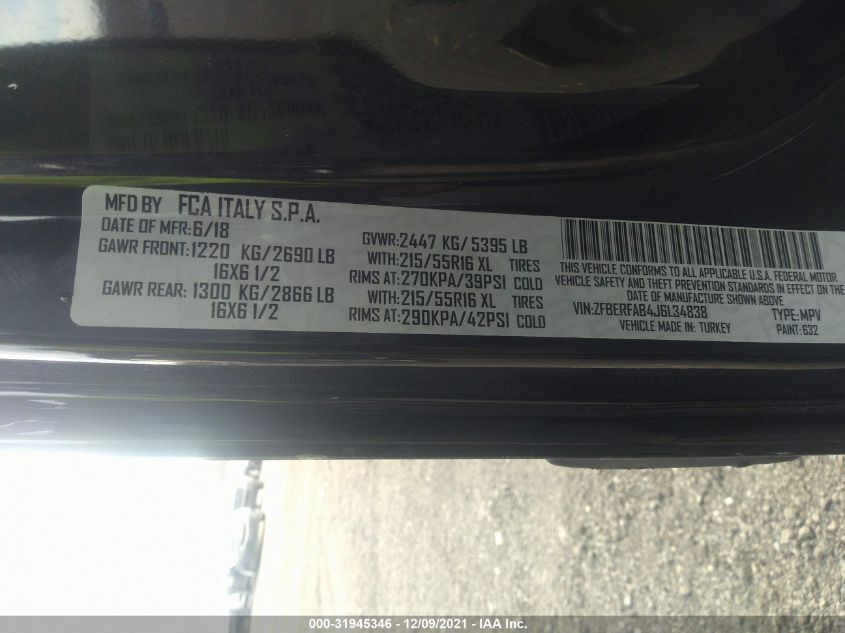 MFD BY FCA ITALY S.P.A.
DATE OF MFR:6/18
GAWR FRONT:1220 KG/2690 LB
16X6 1/2
GAWR REAR:1300 KG/2866 LB
16X6 1/2
GVWR:2447 KG/5395 LB
WITH:215/55R16 XL TIRES
RIMS AT:270KPA/39PSI COLD
WITH:215/55R16 XL TIRES
RIMS AT:290KPA/42PSI COLD
THIS VEHICLE CONFORMS TO ALL APPLICABLE U.S.A. FEDERAL MOTOR
VEHICLE SAFETY AND THEFT PREVENTION STANDARDS IN EFFECT ON THE
DATE OF MANUFACTURE SHOWN ABOVE.
VIN:ZFBERFAB4J6L34838 TYPE:MPV
VEHICLE MADE IN: TURKEY PAINT: 632
000-31945346 - 12/09/2021 - IAA Inc.